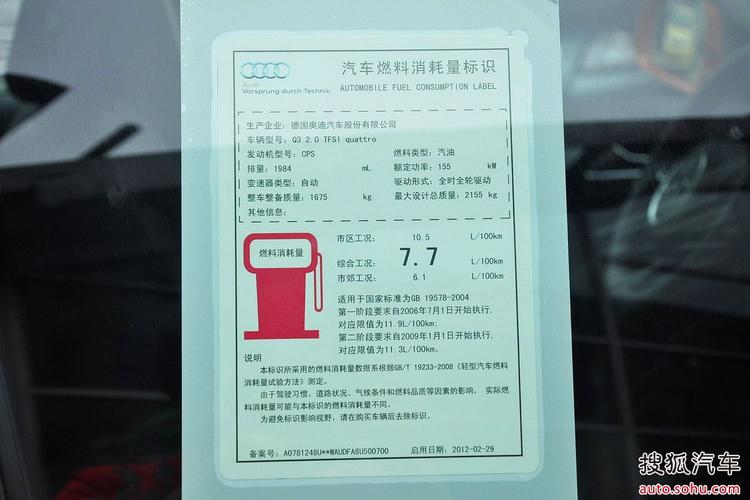 汽车燃料消耗量标识
Audi
Vorsprung durch Technik
AUTOMOBILE FUEL CONSUMPTION LABEL
生产企业: 德国奥迪汽车股份有限公司
车辆型号: Q3 2.0 TFSI quattro
发动机型号: CPS 燃料类型: 汽油
排量: 1984 mL 额定功率: 155 kW
变速器类型: 自动 驱动形式: 全时全轮驱动
整车整备质量: 1675 kg 最大设计总质量: 2155 kg
其他信息:
燃料消耗量
市区工况: 10.5 L/100km
综合工况: 7.7 L/100km
市郊工况: 6.1 L/100km
适用于国家标准为GB 19578-2004
第一阶段要求自2006年7月1日开始执行,
对应限值为11.9L/100km;
第二阶段要求自2009年1月1日开始执行,
对应限值为11.3L/100km;
说明
本标识所采用的燃料消耗量数据系根据GB/T 19233-2008《轻型汽车燃料
消耗量试验方法》测定。
由于驾驶习惯、道路状况、气候条件和燃料品质等因素的影响, 实际燃
料消耗量可能与本标识的燃料消耗量不同。
为避免标识影响视野, 请在购买车辆后去除标识。
备案号: A0781248U**WAUDFA8U500700 启用日期: 2012-02-29
搜狐汽车
auto.sohu.com